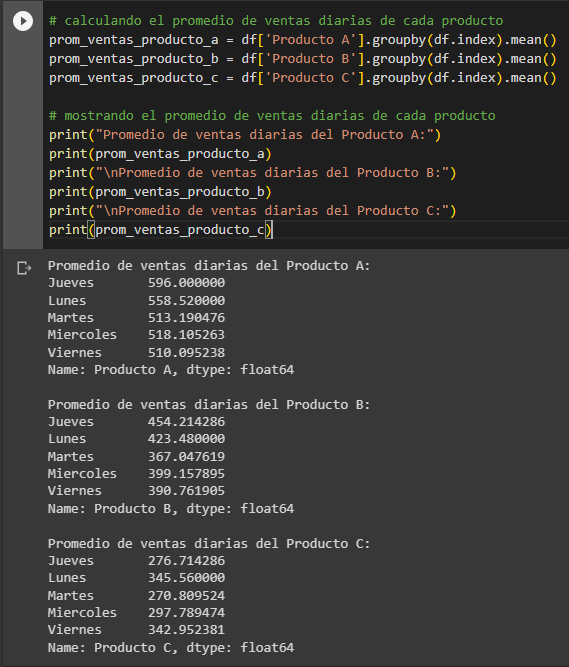 # calculando el promedio de ventas diarias de cada producto
prom_ventas_producto_a = df['Producto A'].groupby(df.index).mean()
prom_ventas_producto_b = df['Producto B'].groupby(df.index).mean()
prom_ventas_producto_c = df['Producto C'].groupby(df.index).mean()

# mostrando el promedio de ventas diarias de cada producto
print("Promedio de ventas diarias del Producto A:")
print(prom_ventas_producto_a)
print("\nPromedio de ventas diarias del Producto B:")
print(prom_ventas_producto_b)
print("\nPromedio de ventas diarias del Producto C:")
print(prom_ventas_producto_c)
Promedio de ventas diarias del Producto A:
Jueves       596.000000
Lunes        558.520000
Martes       513.190476
Miercoles    518.105263
Viernes      510.095238
Name: Producto A, dtype: float64

Promedio de ventas diarias del Producto B:
Jueves       454.214286
Lunes        423.480000
Martes       367.047619
Miercoles    399.157895
Viernes      390.761905
Name: Producto B, dtype: float64

Promedio de ventas diarias del Producto C:
Jueves       276.714286
Lunes        345.560000
Martes       270.809524
Miercoles    297.789474
Viernes      342.952381
Name: Producto C, dtype: float64